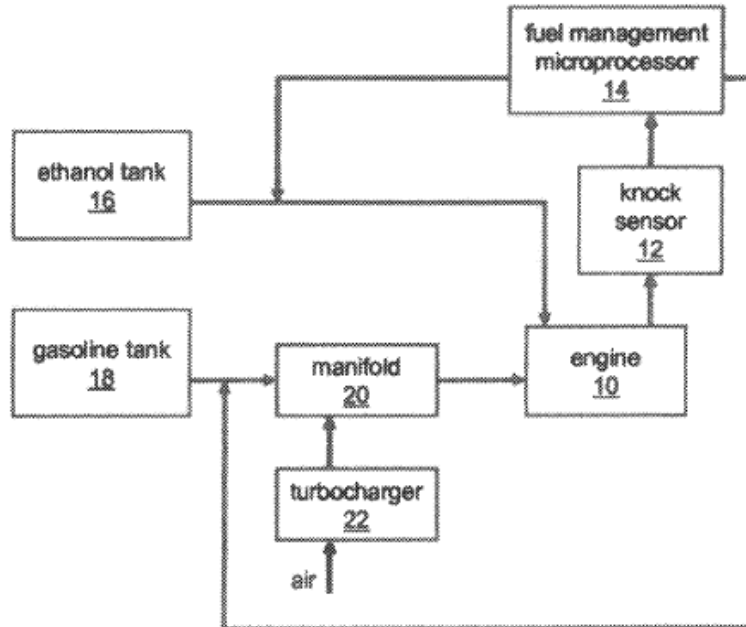 fuel management
microprocessor
14
ethanol tank
16
knock
sensor
12
gasoline tank
18
manifold
20
engine
10
turbocharger
22
air